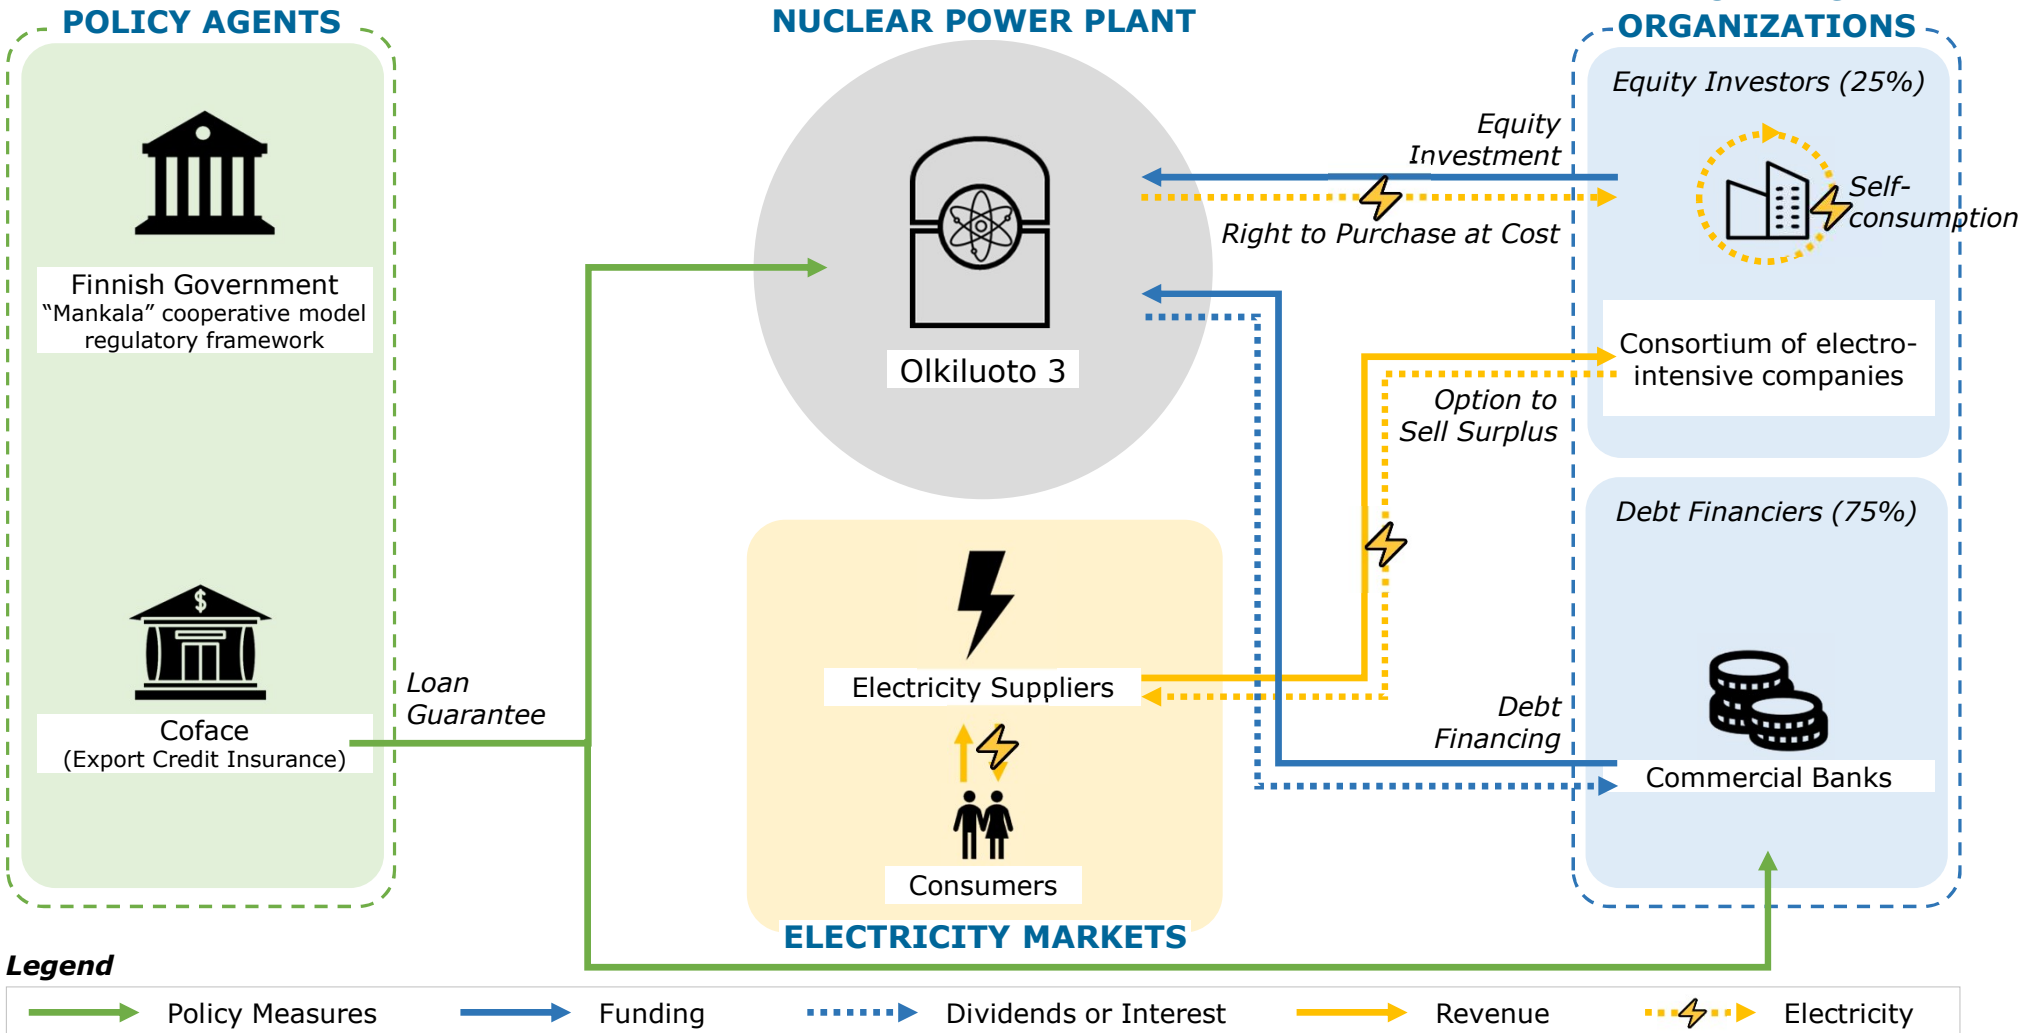 POLICY AGENTS
NUCLEAR POWER PLANT
ORGANIZATIONS
Finnish Government
“Mankala” cooperative model
regulatory framework
Coface
(Export Credit Insurance)
Loan
Guarantee
Olkiluoto 3
Equity
Investment
Right to Purchase at Cost
Equity Investors (25%)
Self-
consumption
Consortium of electro-
intensive companies
Option to
Sell Surplus
Debt Financiers (75%)
Debt
Financing
Commercial Banks
Electricity Suppliers
Consumers
ELECTRICITY MARKETS
Legend
Policy Measures
Funding
Dividends or Interest
Revenue
Electricity